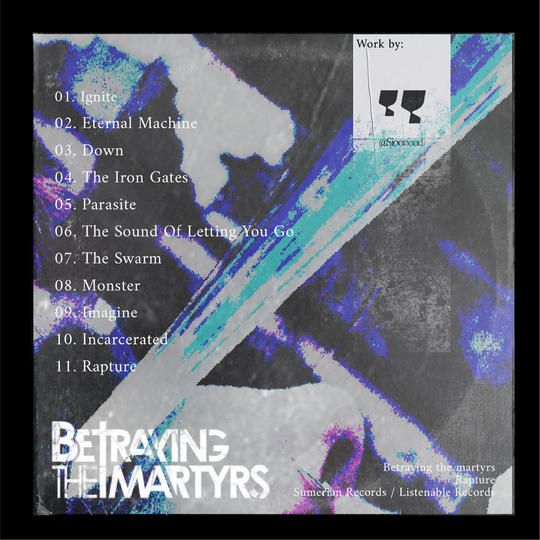 Work by:
01. Ignite
02. Eternal Machine
03. Down
04. The Iron Gates
05. Parasite
06. The Sound Of Letting You Go
07. The Swarm
08. Monster
09. Imagine
10. Incarcerated
11. Rapture
BETRAYING
THE MARTYRS
Betraying the martyrs
Rapture
Sumerian Records / Listenable Records